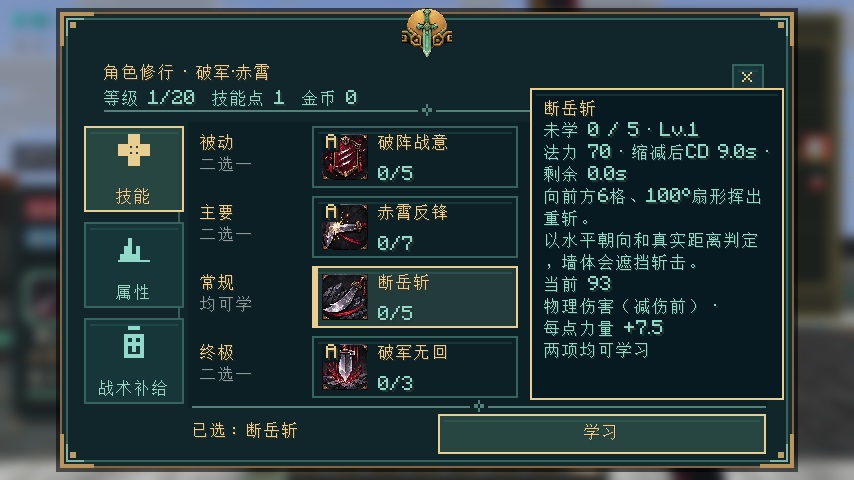 角色修行 · 破军·赤霄
等级 1/20 技能点 1 金币 0
×
技能
属性
战术补给
被动
二选一
A
破阵战意
0/5
主要
二选一
A
赤霄反锋
0/7
常规
均可学
断岳斩
0/5
终极
二选一
A
破军无回
0/3
断岳斩
未学 0 / 5 · Lv.1
法力 70 · 缩减后CD 9.0s ·
剩余 0.0s
向前方6格、100°扇形挥出
重斩。
以水平朝向和真实距离判定
，墙体会遮挡斩击。
当前 93
物理伤害（减伤前） ·
每点力量 +7.5
两项均可学习
已选：断岳斩
学习